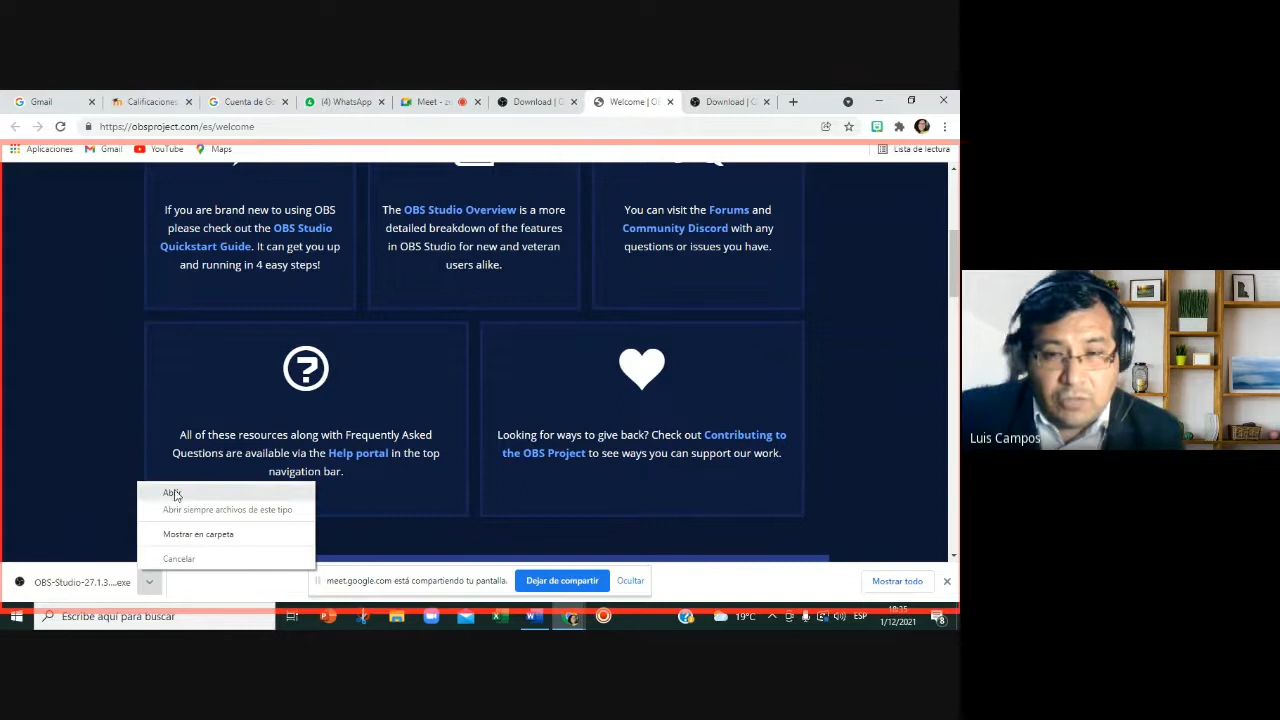 Gmail
Calificaciones
Cuenta de Go
(4) WhatsApp
Meet - zu
Download | O
Welcome | OB
Download | O
https://obsproject.com/es/welcome
Aplicaciones
Gmail
YouTube
Maps
Lista de lectura
If you are brand new to using OBS
please check out the OBS Studio
Quickstart Guide. It can get you up
and running in 4 easy steps!
The OBS Studio Overview is a more
detailed breakdown of the features
in OBS Studio for new and veteran
users alike.
You can visit the Forums and
Community Discord with any
questions or issues you have.
All of these resources along with Frequently Asked
Questions are available via the Help portal in the top
navigation bar.
Looking for ways to give back? Check out Contributing to
the OBS Project to see ways you can support our work.
Abrir
Abrir siempre archivos de este tipo
Mostrar en carpeta
Cancelar
OBS-Studio-27.1.3....exe
meet.google.com está compartiendo tu pantalla.
Dejar de compartir
Ocultar
Mostrar todo
Escribe aquí para buscar
19°C
ESP
18:35
1/12/2021
8
Luis Campos